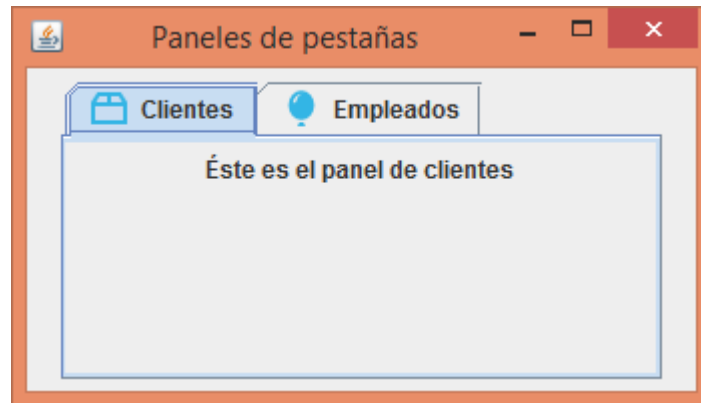 Paneles de pestañas
Clientes Empleados
Éste es el panel de clientes